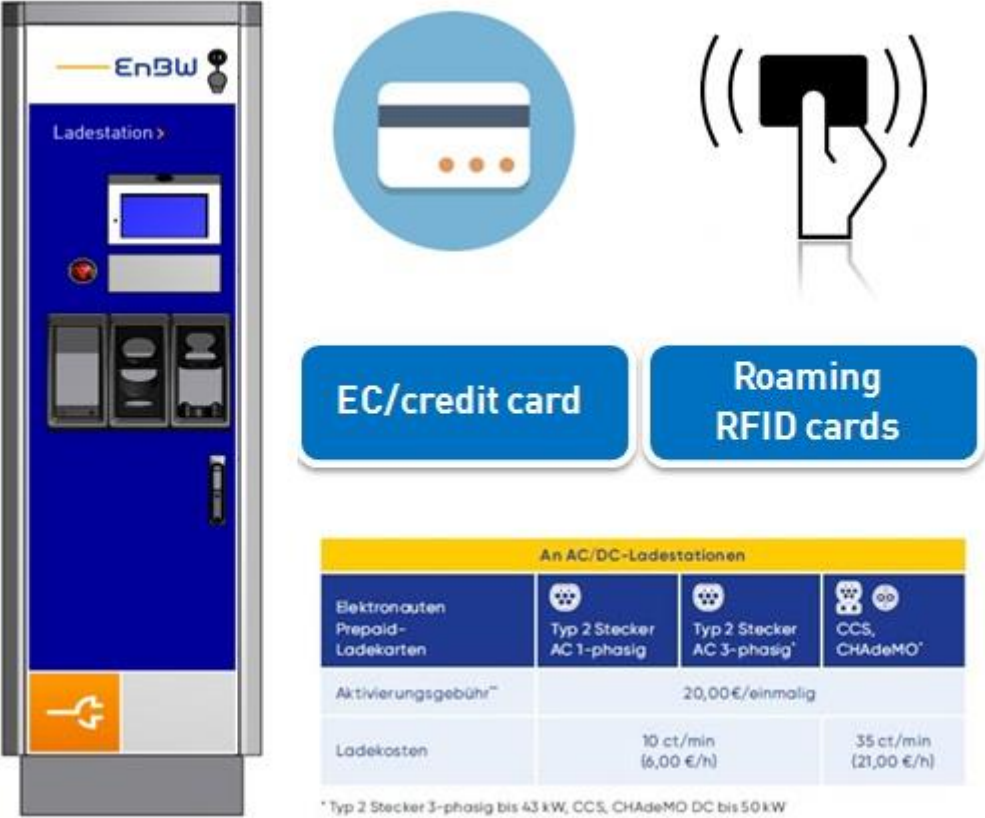 EnBW
Ladestation >
EC/credit card
Roaming
RFID cards
An AC/DC-Ladestationen
Elektronauten
Prepaid-
Ladekarten
Typ 2 Stecker
AC 1-phasig
Typ 2 Stecker
AC 3-phasig*
CCS,
CHAdeMO*
Aktivierungsgebühr**
20,00€/einmalig
Ladekosten
10 ct/min
(6,00 €/h)
35 ct/min
(21,00 €/h)
* Typ 2 Stecker 3-phasig bis 43 kW, CCS, CHAdeMO DC bis 50 kW